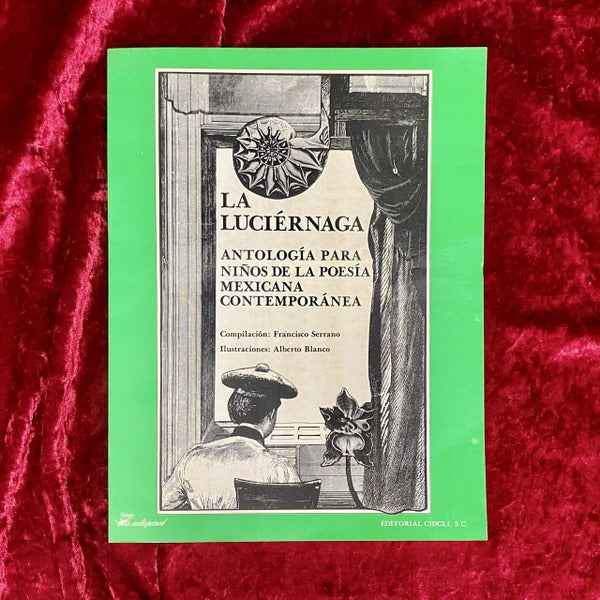 LA
LUCIÉRNAGA
ANTOLOGÍA PARA
NIÑOS DE LA POESÍA
MEXICANA
CONTEMPORÁNEA
Compilación: Francisco Serrano
Ilustraciones: Alberto Blanco
EDITORIAL CIDCLI, S.C.